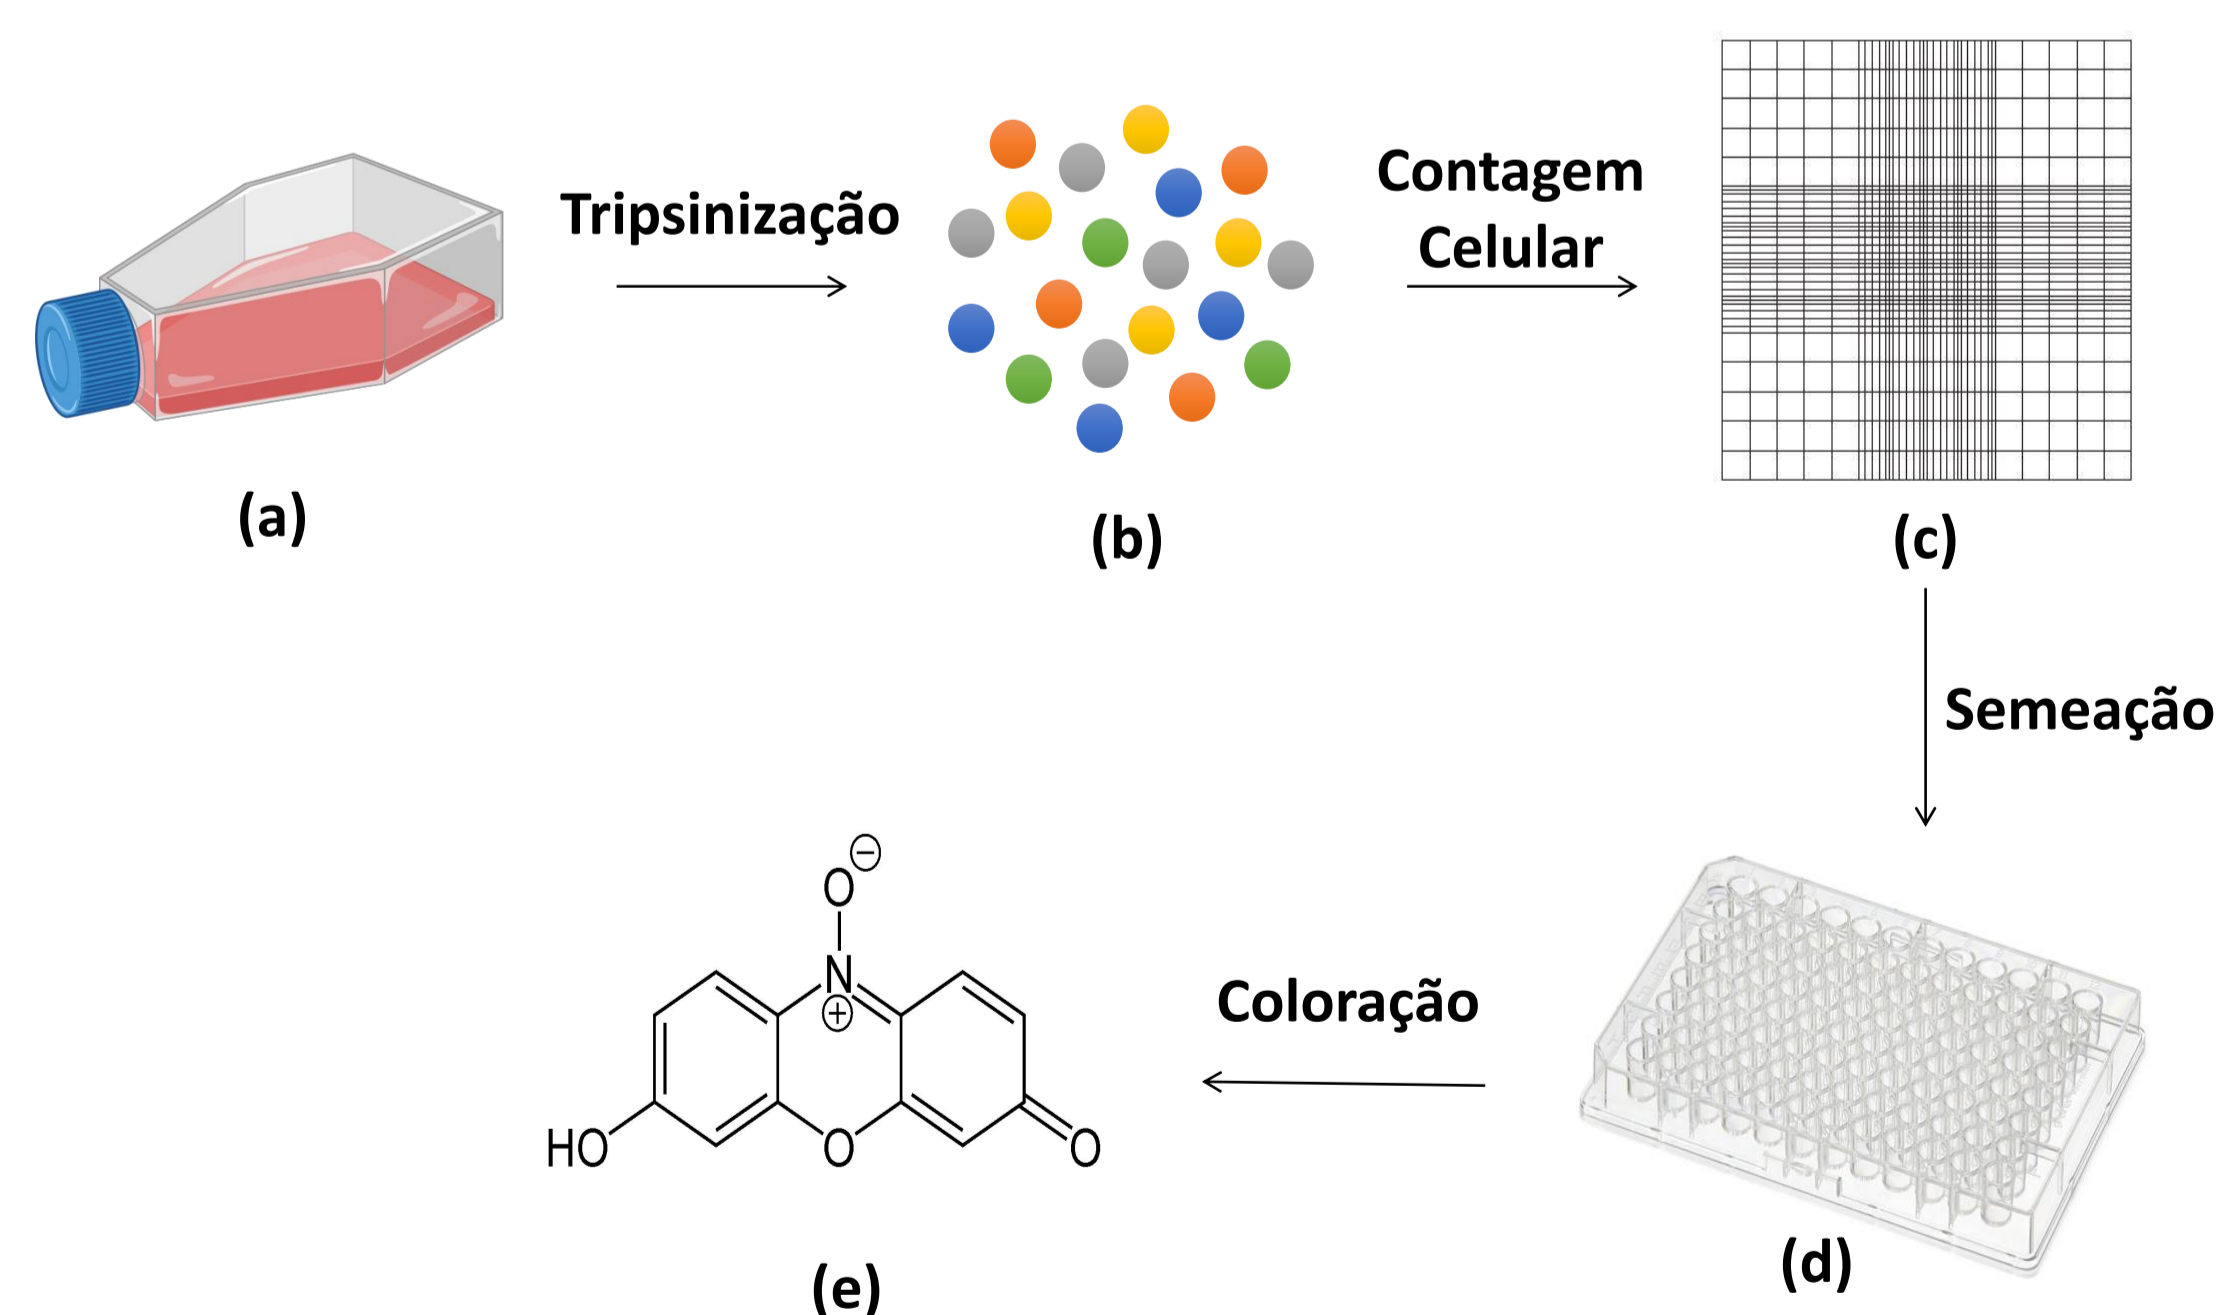 Tripsinização
Contagem
Celular
(a)
(b)
(c)
Semeação
O
N
HO
O
O
Coloração
(d)
(e)